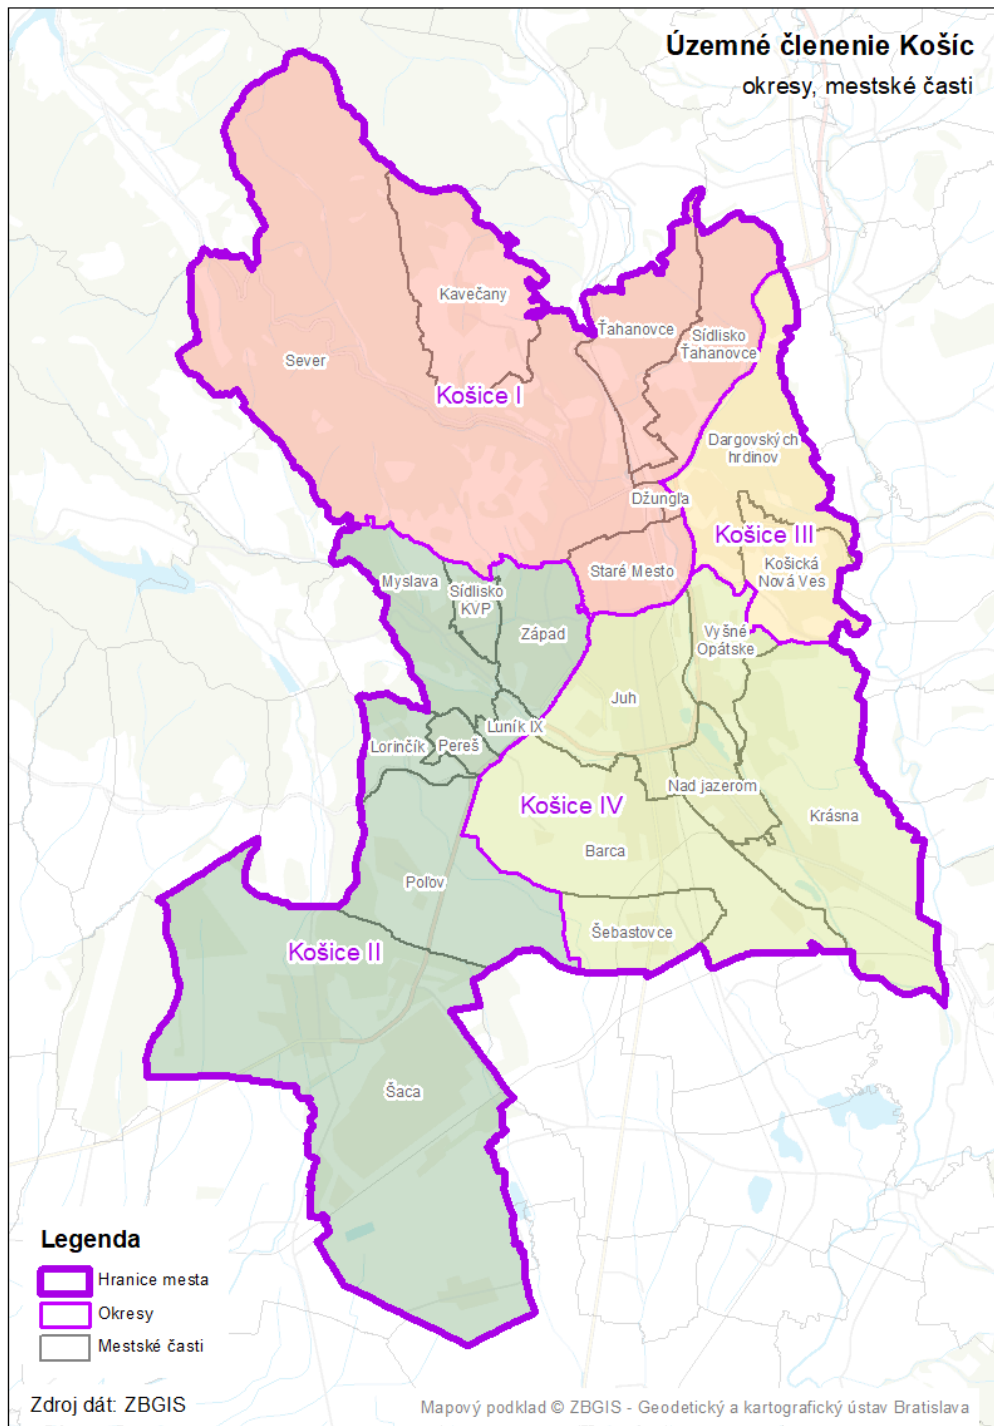 Územné členenie Košíc
okresy, mestské časti
Kavečany
Ťahanovce
Sídlisko
Ťahanovce
Sever
Košice I
Dargovských
hrdinov
Džungľa
Košice III
Staré Mesto
Košická
Nová Ves
Myslava
Sídlisko
KVP
Západ
Vyšné
Opátske
Juh
Luník IX
Lorinčík
Pereš
Nad jazerom
Košice IV
Krásna
Barca
Poľov
Šebastovce
Košice II
Šaca
Legenda
Hranice mesta
Okresy
Mestské časti
Zdroj dát: ZBGIS
Mapový podklad © ZBGIS - Geodetický a kartografický ústav Bratislava